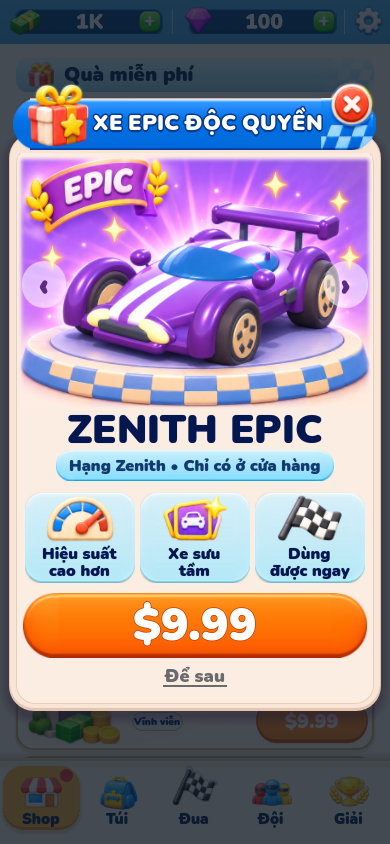 1K
100
Quà miễn phí
XE EPIC ĐỘC QUYỀN
EPIC
ZENITH EPIC
Hạng Zenith • Chỉ có ở cửa hàng
Hiệu suất
cao hơn
Xe sưu
tầm
Dùng
được ngay
$9.99
Để sau
Vĩnh viễn
$9.99
Shop
Túi
Đua
Đội
Giải